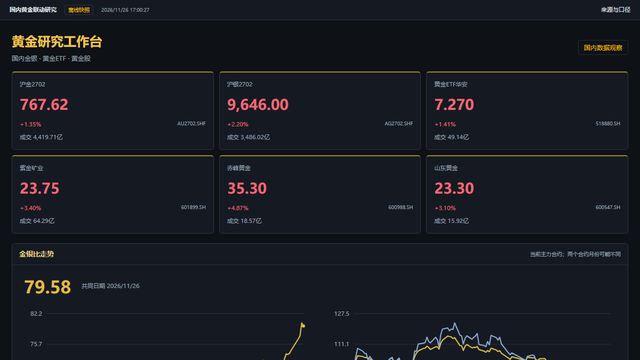 国内黄金联动研究 离线快照 2026/11/26 17:00:27 来源与口径
黄金研究工作台
国内金银 · 黄金ETF · 黄金股 国内数据观察
沪金2702 沪银2702 黄金ETF华安
767.62 9,646.00 7.270
+1.35% AU2702.SHF +2.20% AG2702.SHF +1.41% 518880.SH
成交 4,419.71亿 成交 3,486.02亿 成交 49.14亿
紫金矿业 赤峰黄金 山东黄金
23.75 35.30 23.30
+3.40% 601899.SH +4.87% 600988.SH +3.10% 600547.SH
成交 64.29亿 成交 18.57亿 成交 15.92亿
金银比走势 当前主力合约；两个合约月份可能不同
79.58 共同日期 2026/11/26
82.2 127.5
75.7 111.1